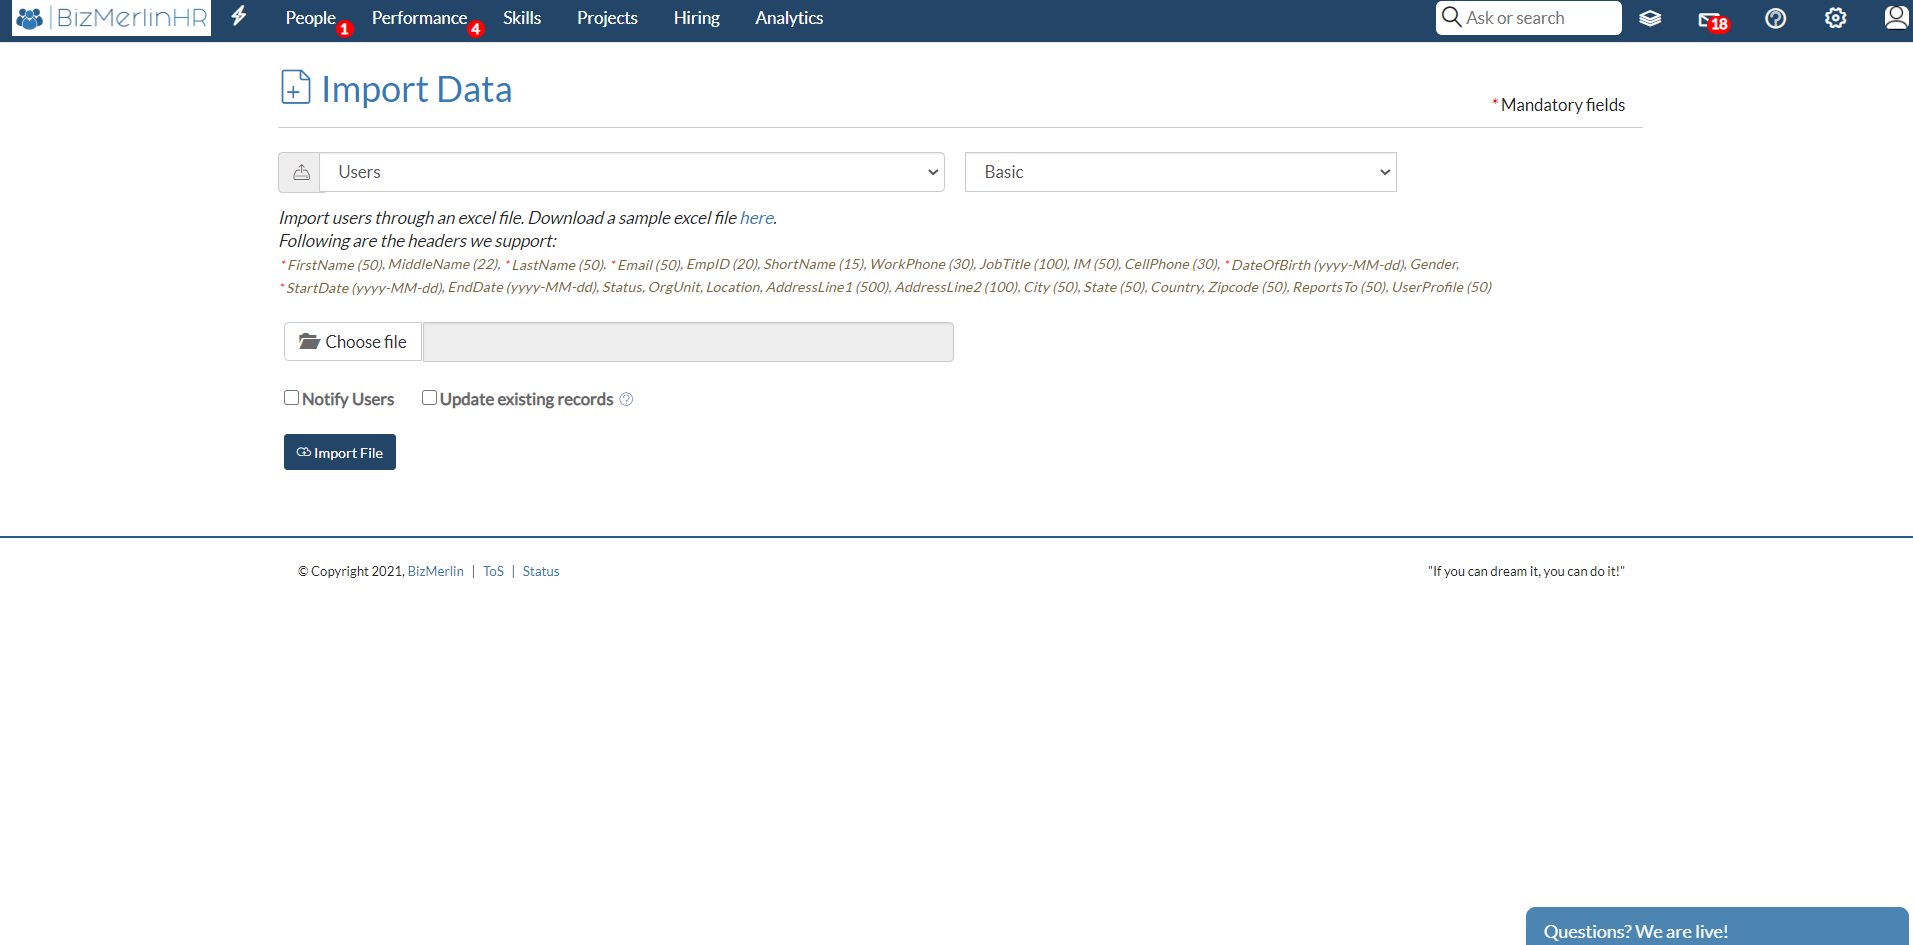 BizMerlinHR
People 1 Performance 4 Skills Projects Hiring Analytics Ask or search 18
Import Data
* Mandatory fields
Users Basic
Import users through an excel file. Download a sample excel file here.
Following are the headers we support:
* FirstName (50), MiddleName (22), * LastName (50), * Email (50), EmpID (20), ShortName (15), WorkPhone (30), JobTitle (100), IM (50), CellPhone (30), * DateOfBirth (yyyy-MM-dd), Gender,
* StartDate (yyyy-MM-dd), EndDate (yyyy-MM-dd), Status, OrgUnit, Location, AddressLine1 (500), AddressLine2 (100), City (50), State (50), Country, Zipcode (50), ReportsTo (50), UserProfile (50)
Choose file
Notify Users Update existing records
Import File
© Copyright 2021, BizMerlin | ToS | Status "If you can dream it, you can do it!"
Questions? We are live!